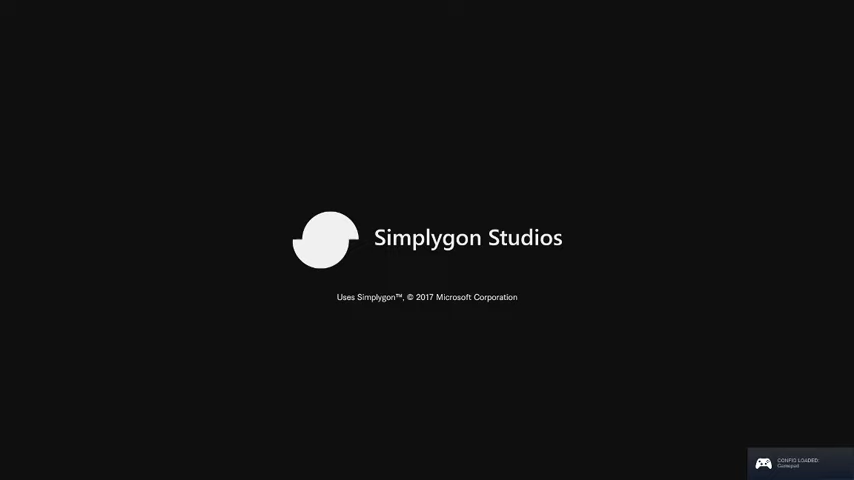 Simplygon Studios
Uses Simplygon™, © 2017 Microsoft Corporation
CONFIG LOADED
Gamepad